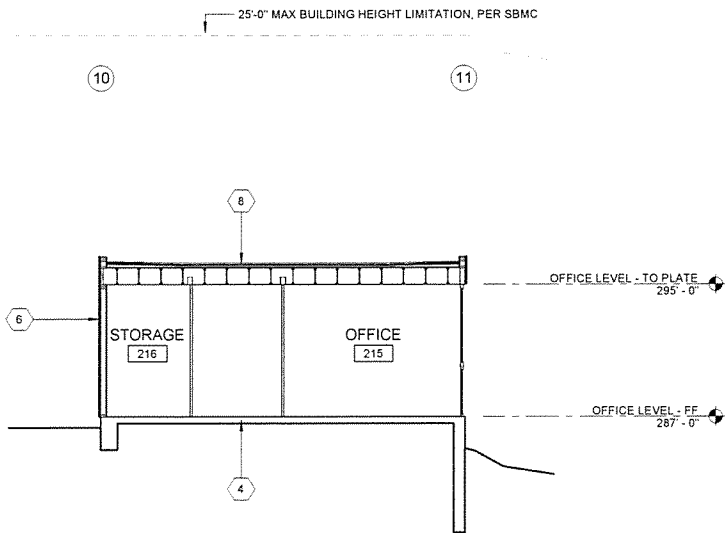 25'-0" MAX BUILDING HEIGHT LIMITATION, PER SBMC
10
11
8
OFFICE LEVEL - TO PLATE
295' - 0"
6
STORAGE
216
OFFICE
215
OFFICE LEVEL - FF
287' - 0"
4